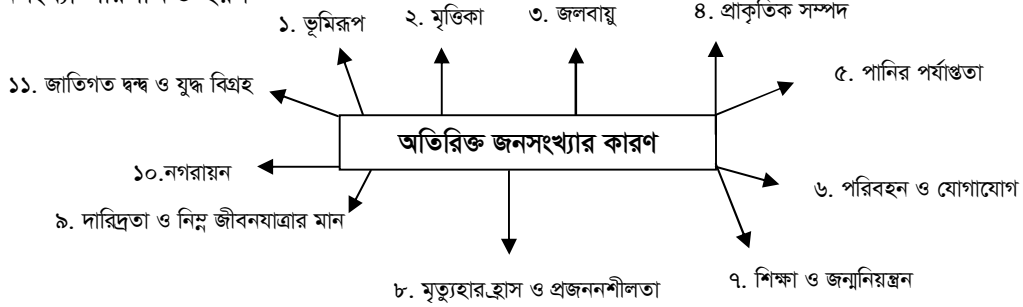 ১. ভূমিরূপ
২. মৃত্তিকা
৩. জলবায়ু
৪. প্রাকৃতিক সম্পদ
১১. জাতিগত দ্বন্দ্ব ও যুদ্ধ বিগ্রহ
৫. পানির পর্যাপ্ততা
অতিরিক্ত জনসংখ্যার কারণ
১০.নগরায়ন
৬. পরিবহন ও যোগাযোগ
৯. দারিদ্রতা ও নিম্ন জীবনযাত্রার মান
৮. মৃত্যুহার হ্রাস ও প্রজননশীলতা
৭. শিক্ষা ও জন্মনিয়ন্ত্রন